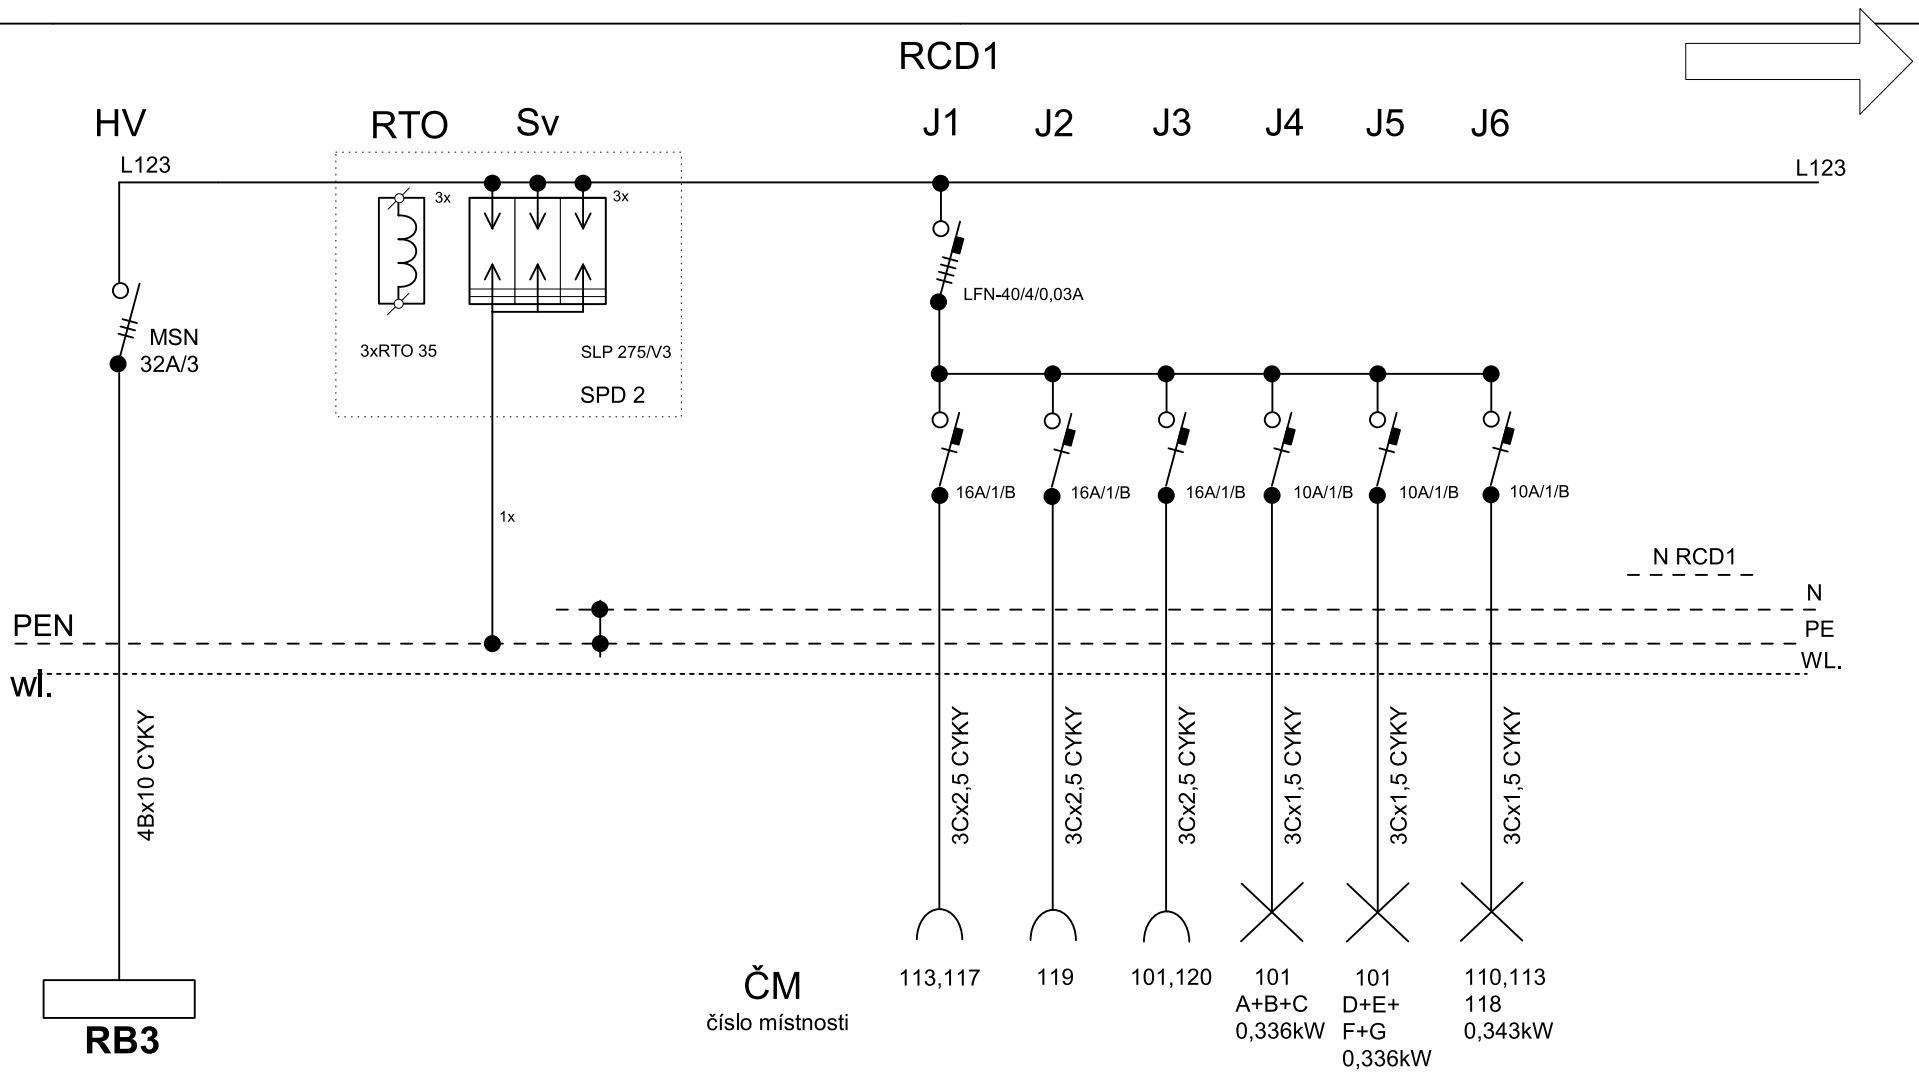 RCD1
HV
RTO
Sv
J1
J2
J3
J4
J5
J6
L123
L123
3x
3x
LFN-40/4/0,03A
MSN
32A/3
3xRTO 35
SLP 275/V3
SPD 2
16A/1/B
16A/1/B
16A/1/B
10A/1/B
10A/1/B
10A/1/B
1x
N RCD1
N
PEN
PE
WL.
wl.
4Bx10 CYKY
3Cx2,5 CYKY
3Cx2,5 CYKY
3Cx2,5 CYKY
3Cx1,5 CYKY
3Cx1,5 CYKY
3Cx1,5 CYKY
RB3
ČM
číslo místnosti
113,117
119
101,120
101
A+B+C
0,336kW
101
D+E+
F+G
0,336kW
110,113
118
0,343kW